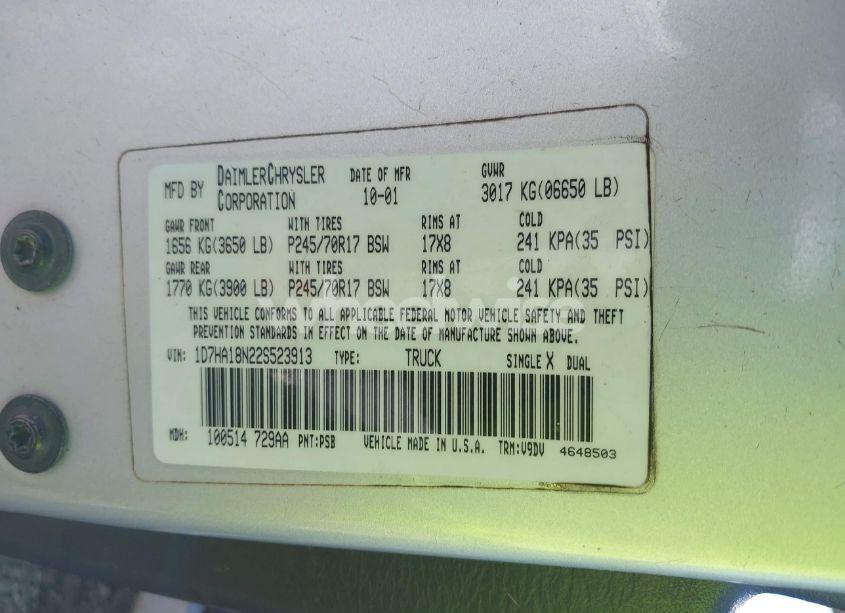 MFD BY DAIMLERCHRYSLER CORPORATION DATE OF MFR 10-01 GVWR 3017 KG(06650 LB)
GAWR FRONT WITH TIRES RIMS AT COLD
1656 KG(3650 LB) P245/70R17 BSW 17X8 241 KPA(35 PSI)
GAWR REAR WITH TIRES RIMS AT COLD
1770 KG(3900 LB) P245/70R17 BSW 17X8 241 KPA(35 PSI)
THIS VEHICLE CONFORMS TO ALL APPLICABLE FEDERAL MOTOR VEHICLE SAFETY AND THEFT
PREVENTION STANDARDS IN EFFECT ON THE DATE OF MANUFACTURE SHOWN ABOVE.
VIN: 1D7HA18N22S523913 TYPE: TRUCK SINGLE X DUAL
MDH: 100514 729AA PNT:PSB VEHICLE MADE IN U.S.A. TRM:V9DV 4648503